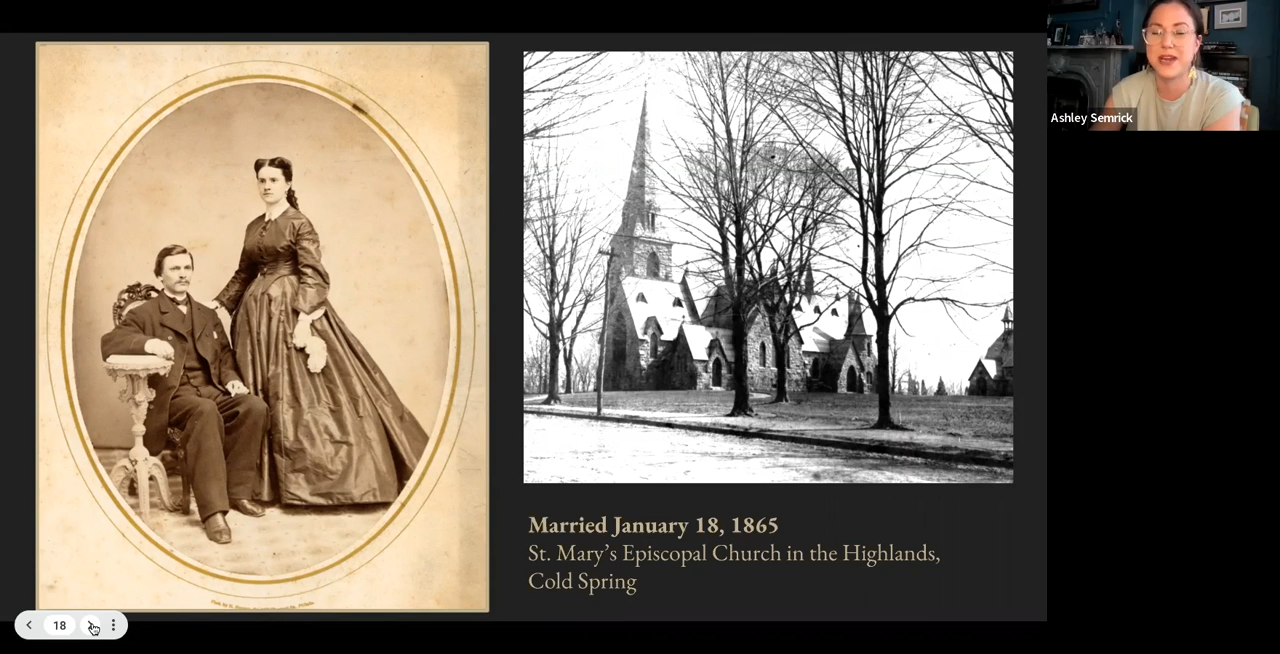 Ashley Semrick
Married January 18, 1865
St. Mary’s Episcopal Church in the Highlands,
Cold Spring
18